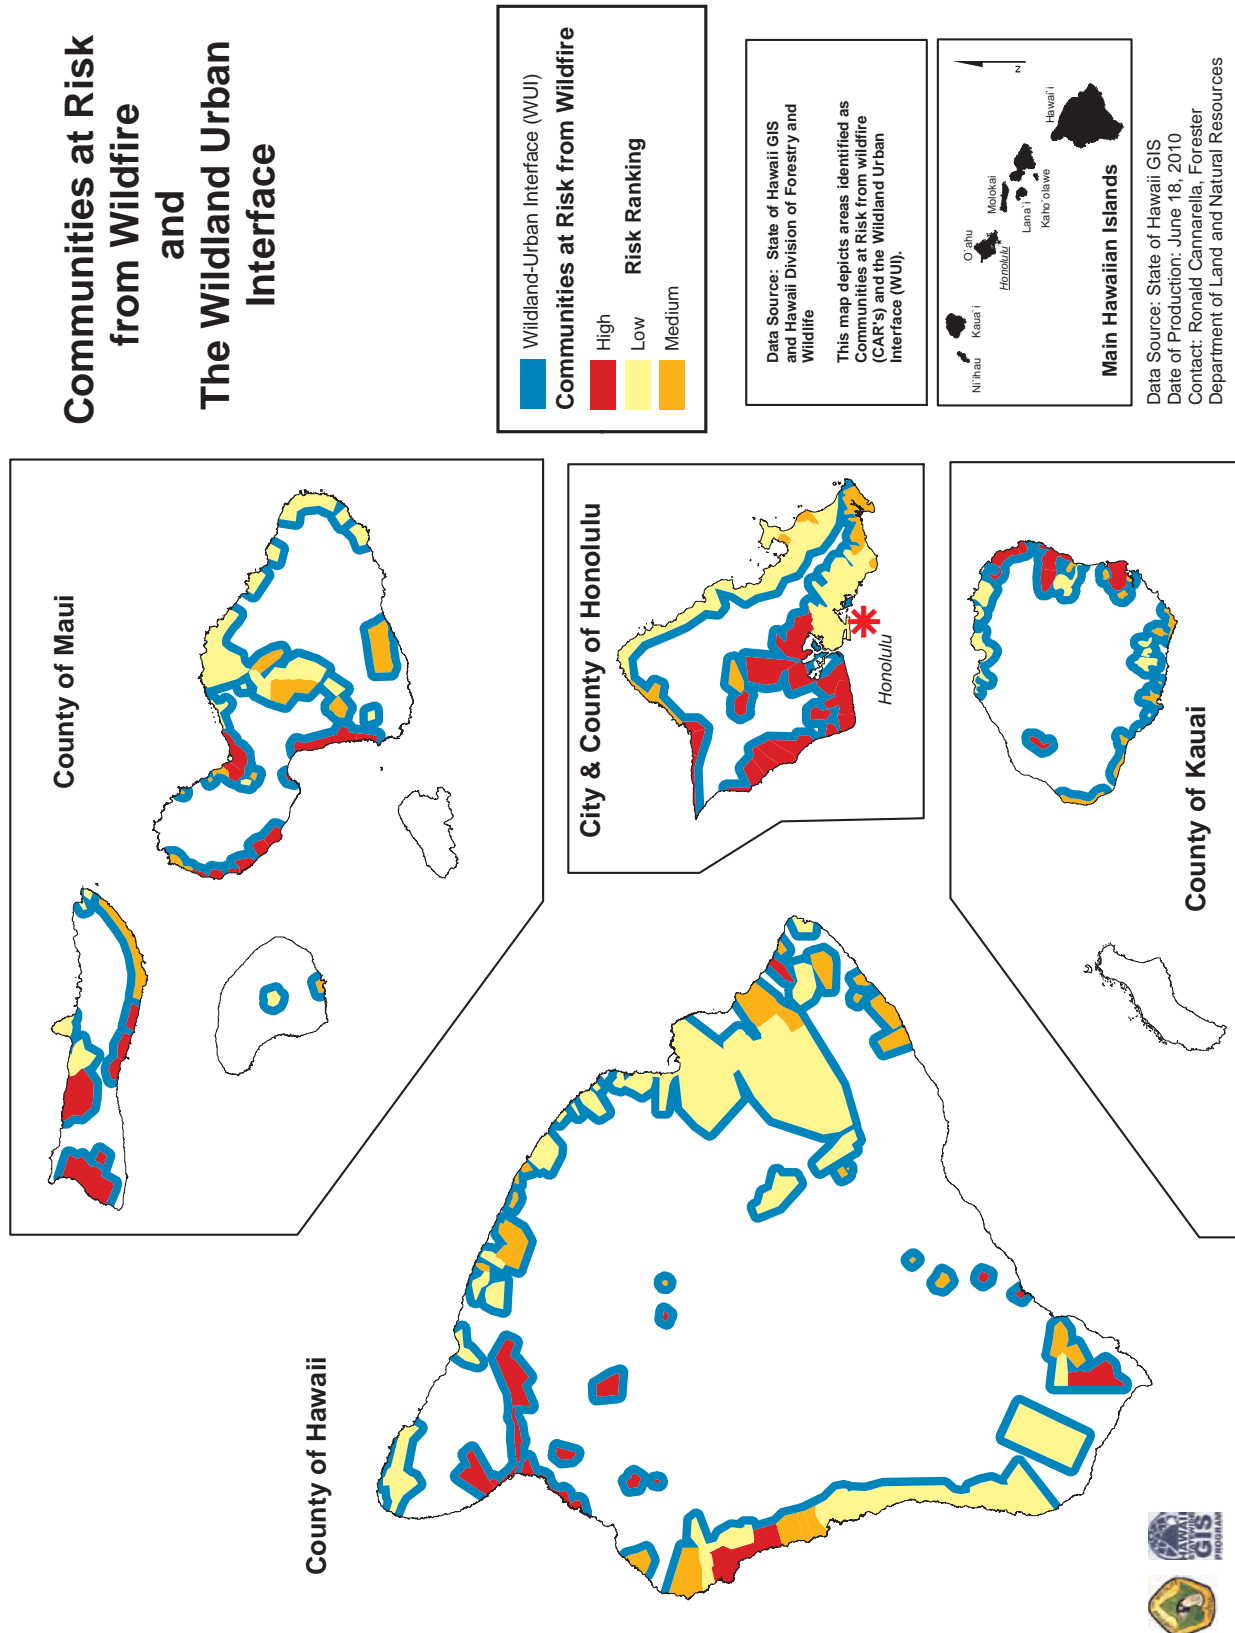 Communities at Risk
from Wildfire
and
The Wildland Urban
Interface
Wildland-Urban Interface (WUI)
Communities at Risk from Wildfire
Risk Ranking
High
Low
Medium
Data Source: State of Hawaii GIS
and Hawaii Division of Forestry and
Wildlife
This map depicts areas identified as
Communities at Risk from wildfire
(CAR's) and the Wildland Urban
Interface (WUI).
Ni`ihau
Kaua`i
O`ahu
Honolulu
Molokai
Lana`i
Kaho`olawe
Hawai`i
z
Main Hawaiian Islands
Data Source: State of Hawaii GIS
Date of Production: June 18, 2010
Contact: Ronald Cannarella, Forester
Department of Land and Natural Resources
County of Maui
City & County of Honolulu
Honolulu
County of Kauai
County of Hawaii
HAWAII
STATEWIDE
GIS
PROGRAM